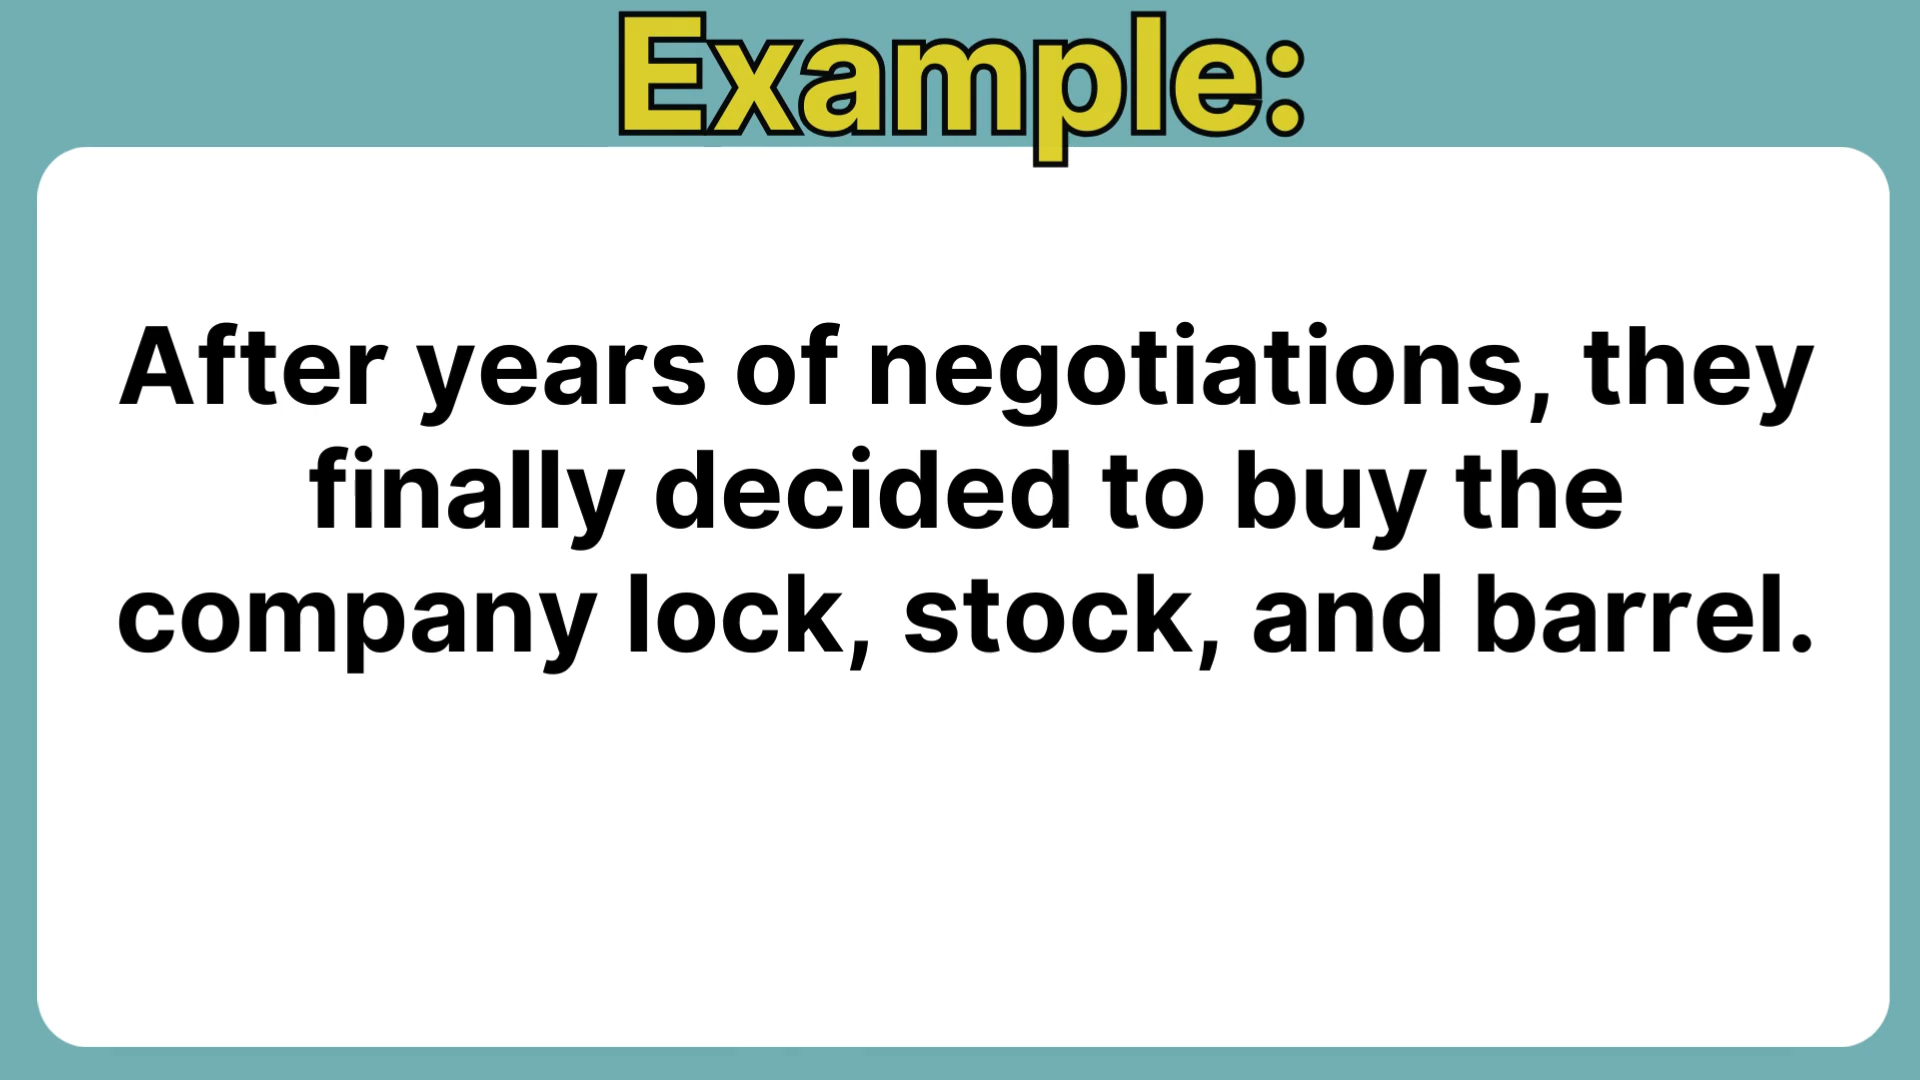 Example:
After years of negotiations, they
finally decided to buy the
company lock, stock, and barrel.